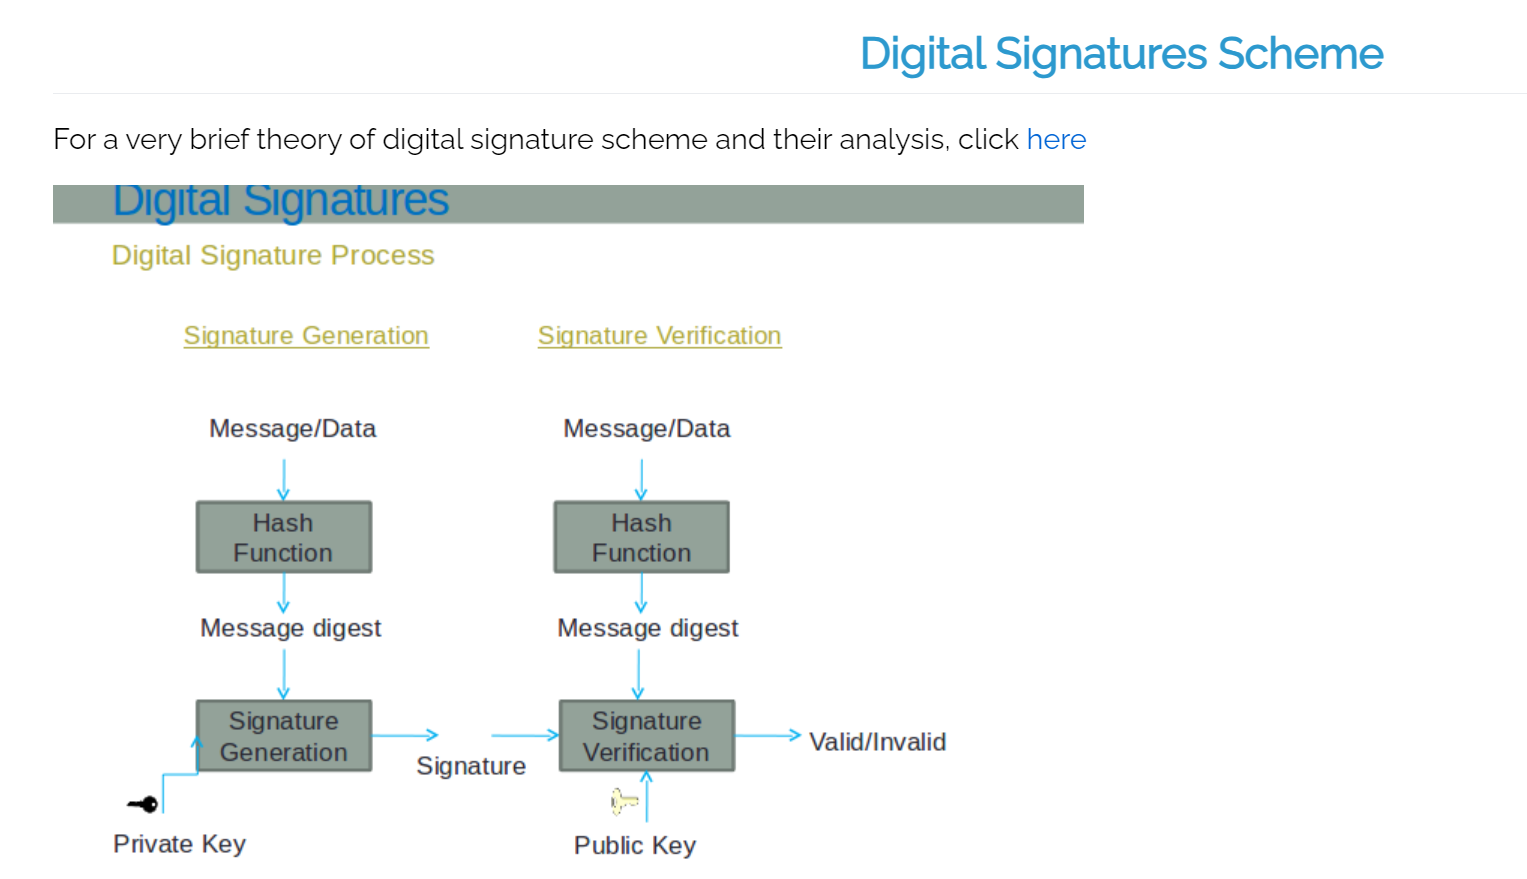 Digital Signatures Scheme
For a very brief theory of digital signature scheme and their analysis, click here
Digital Signatures
Digital Signature Process
Signature Generation
Signature Verification
Message/Data
Message/Data
Hash
Function
Hash
Function
Message digest
Message digest
Signature
Generation
Signature
Signature
Verification
Valid/Invalid
Private Key
Public Key